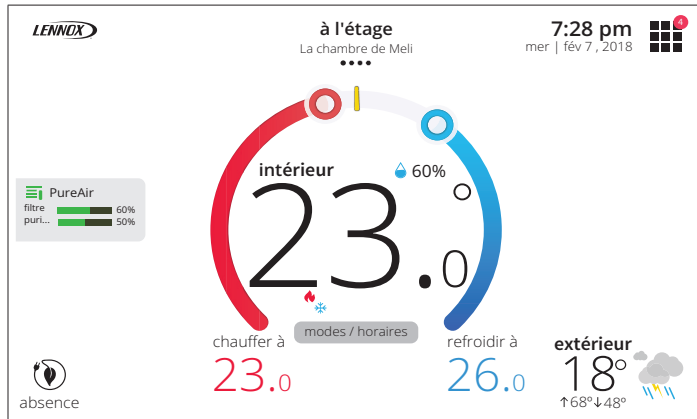 LENNOX
à l'étage
La chambre de Meli
7:28 pm
mer | fév 7 , 2018
4
PureAir
filtre 60%
puri... 50%
intérieur
60%
23.0°
modes / horaires
chauffer à
23.0
refroidir à
26.0
extérieur
18°
↑68°↓48°
absence